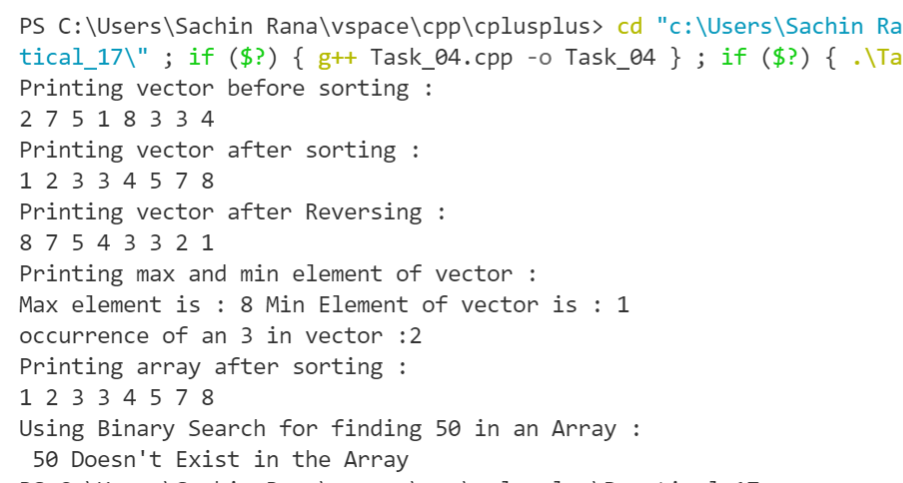 PS C:\Users\Sachin Rana\vspace\cpp\cplusplus> cd "c:\Users\Sachin Ra
tical_17\" ; if ($?) { g++ Task_04.cpp -o Task_04 } ; if ($?) { .\Ta
Printing vector before sorting :
2 7 5 1 8 3 3 4
Printing vector after sorting :
1 2 3 3 4 5 7 8
Printing vector after Reversing :
8 7 5 4 3 3 2 1
Printing max and min element of vector :
Max element is : 8 Min Element of vector is : 1
occurrence of an 3 in vector :2
Printing array after sorting :
1 2 3 3 4 5 7 8
Using Binary Search for finding 50 in an Array :
 50 Doesn't Exist in the Array